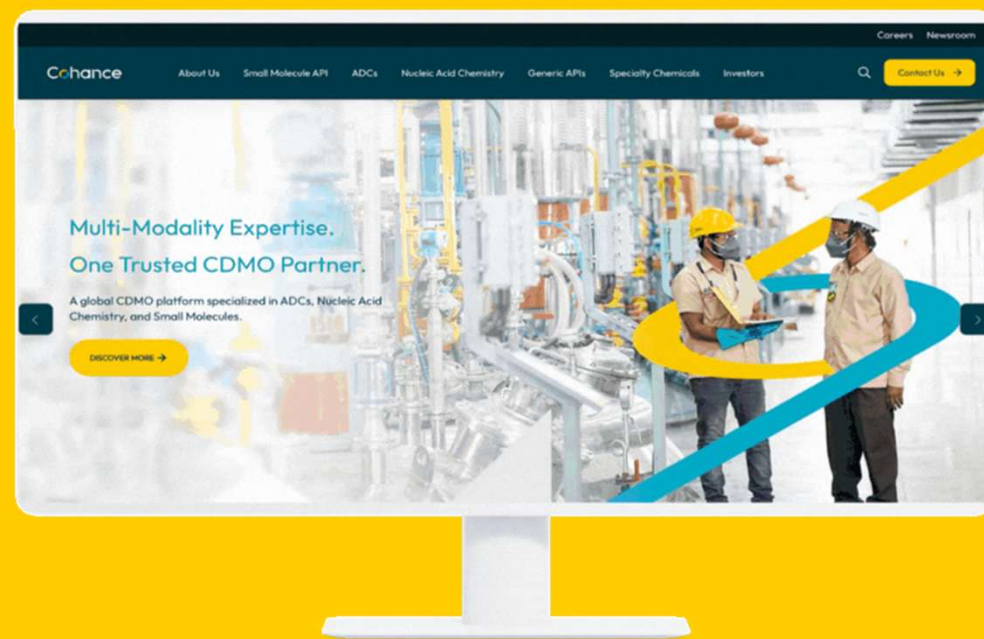 Careers Newsroom
Cohance About Us Small Molecule API ADCs Nucleic Acid Chemistry Generic APIs Specialty Chemicals Investors Contact Us →
Multi-Modality Expertise.
One Trusted CDMO Partner.
A global CDMO platform specialized in ADCs, Nucleic Acid
Chemistry, and Small Molecules.
DISCOVER MORE →